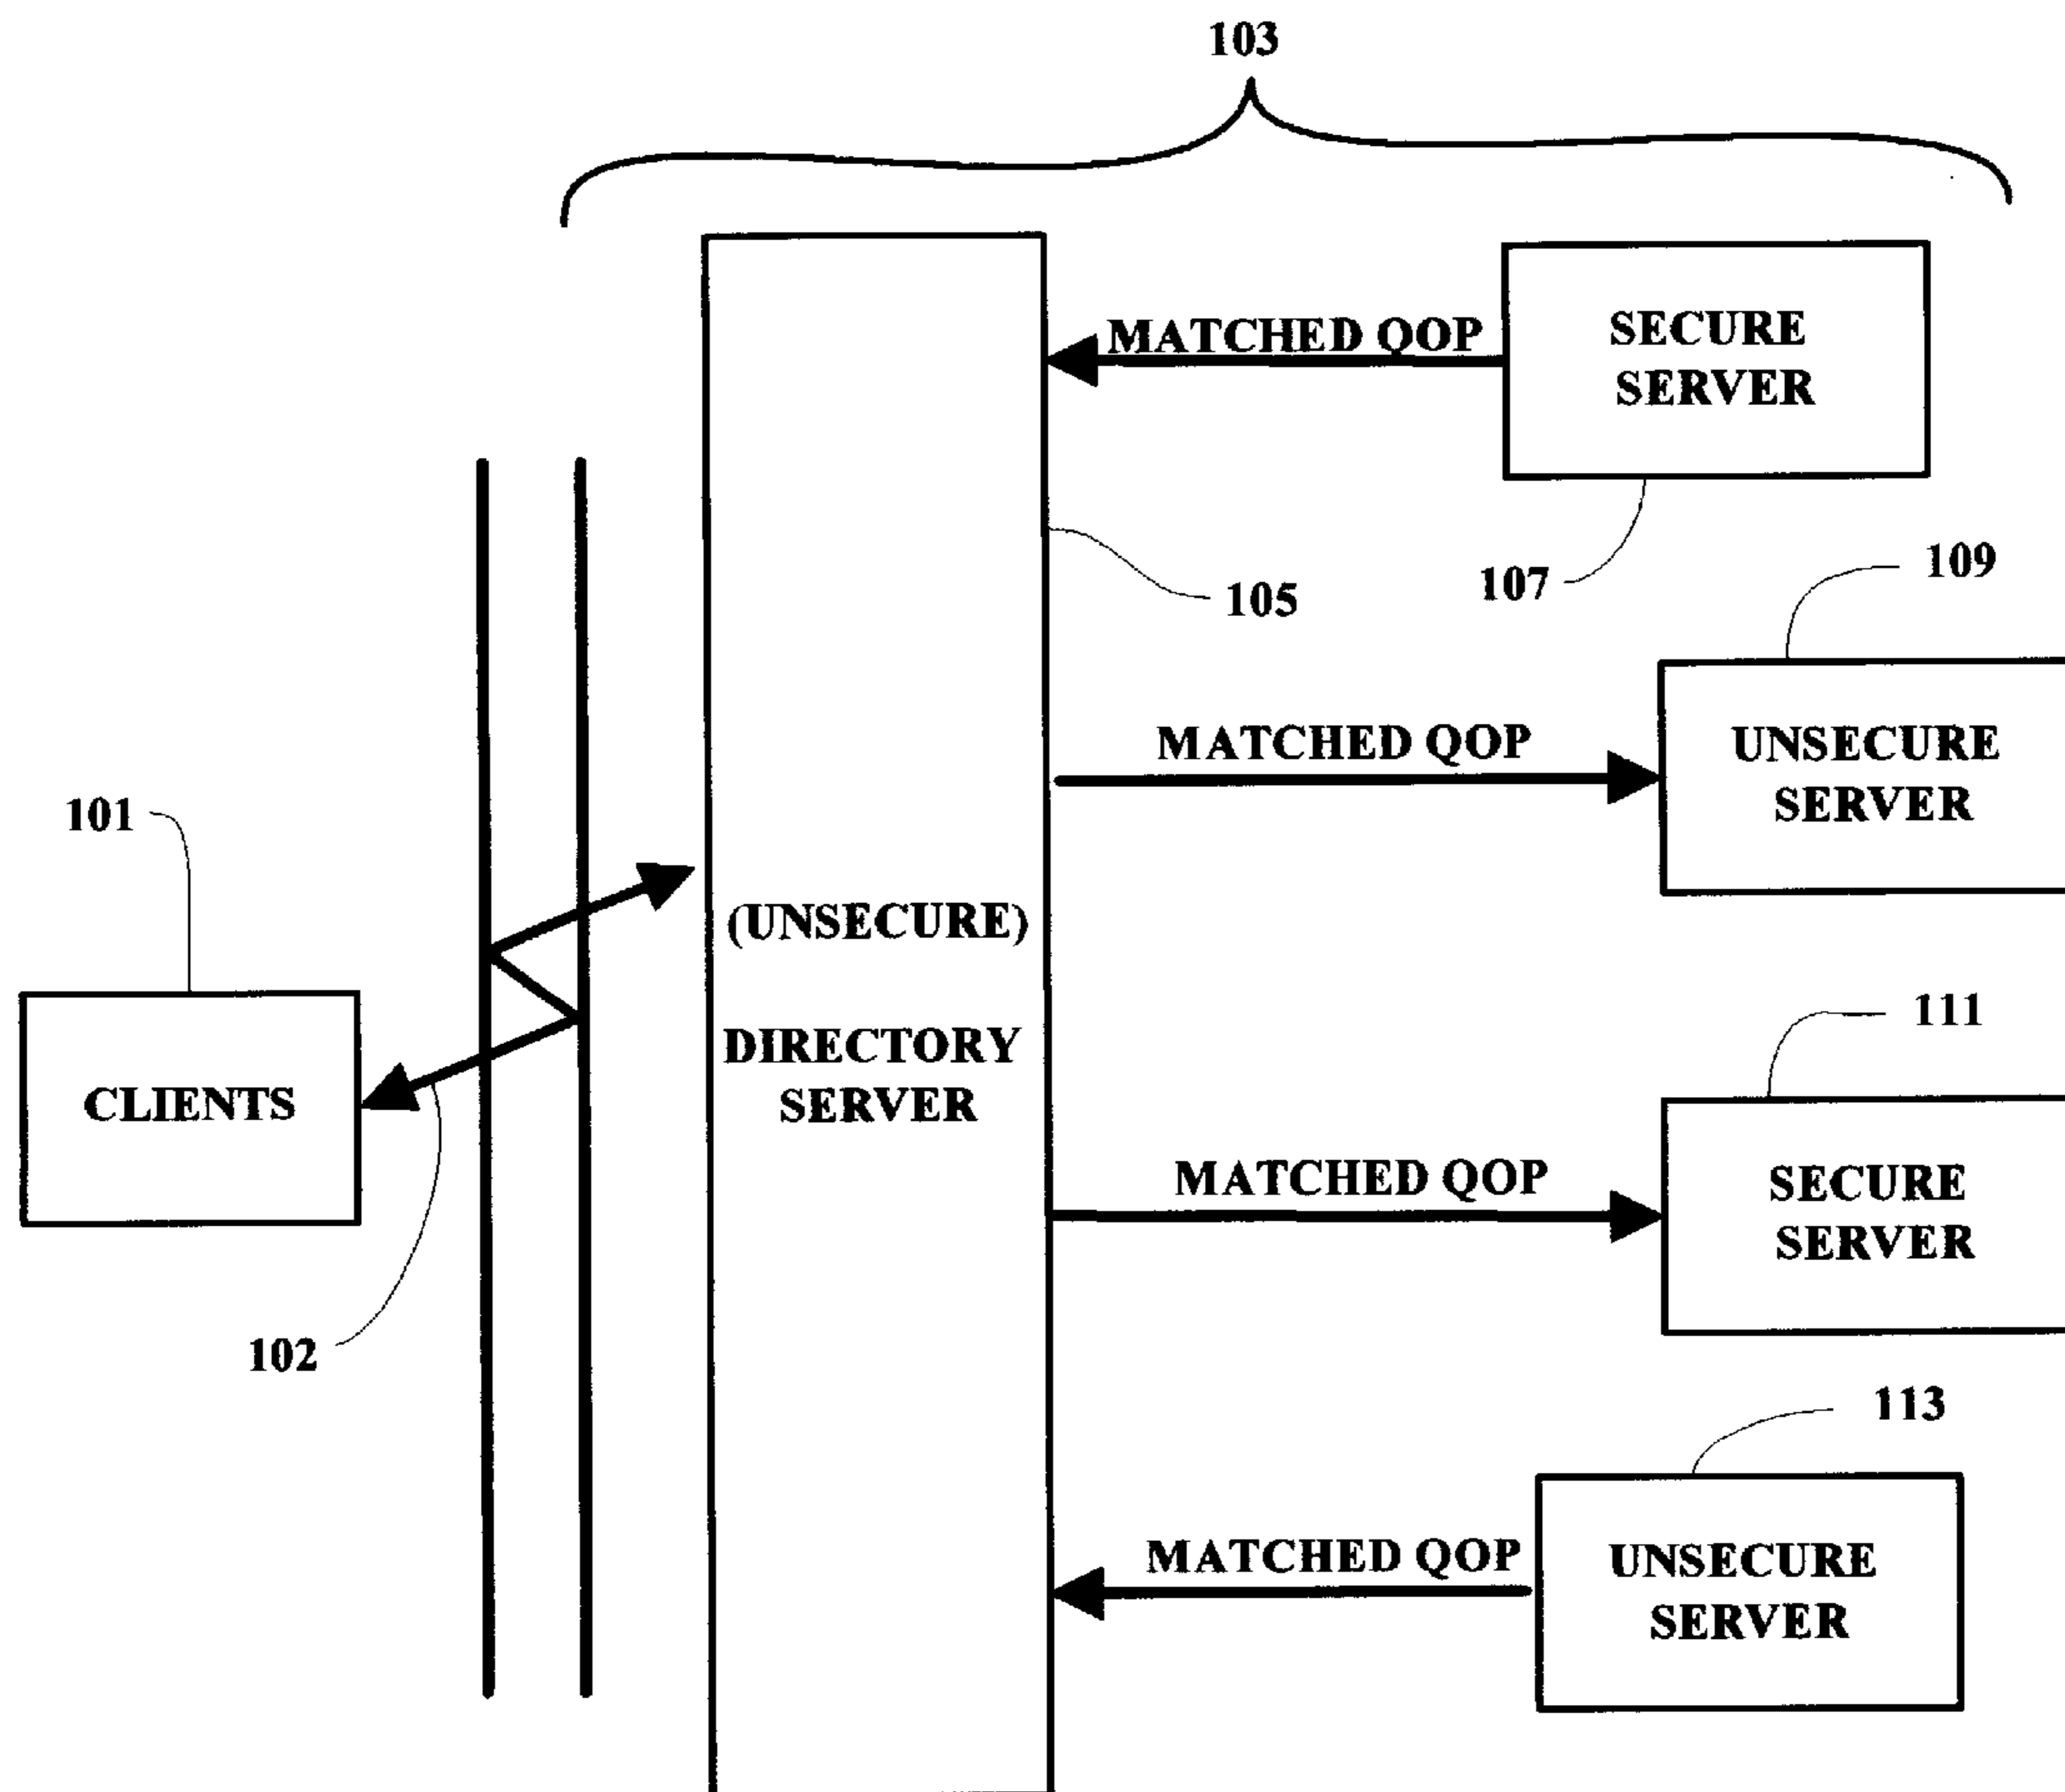 103
MATCHED QOP
SECURE
SERVER
107
109
105
MATCHED QOP
UNSECURE
SERVER
101
(UNSECURE)
DIRECTORY
SERVER
CLIENTS
111
MATCHED QOP
SECURE
SERVER
102
113
MATCHED QOP
UNSECURE
SERVER